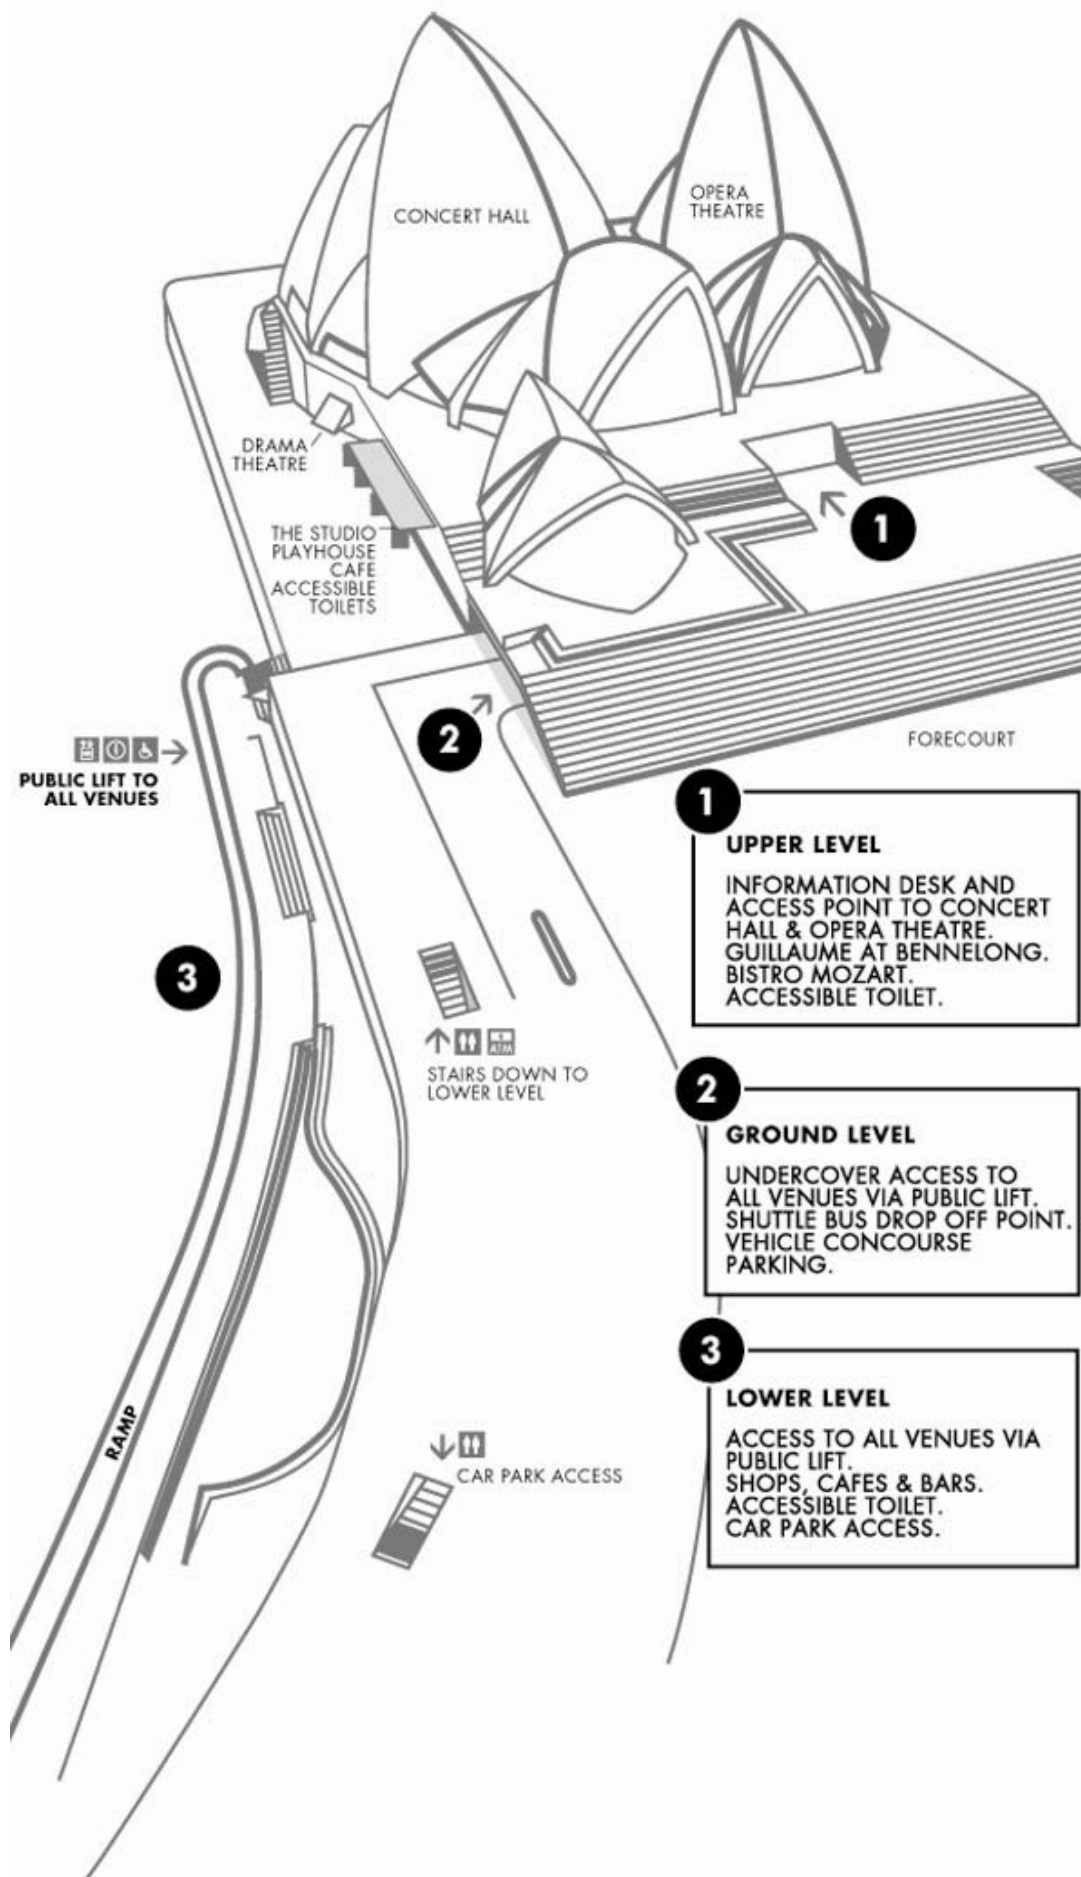 CONCERT HALL
OPERA
THEATRE
DRAMA
THEATRE
1
THE STUDIO
PLAYHOUSE
CAFE
ACCESSIBLE
TOILETS
2
FORECOURT
PUBLIC LIFT TO
ALL VENUES
1
UPPER LEVEL
INFORMATION DESK AND
ACCESS POINT TO CONCERT
HALL & OPERA THEATRE.
GUILLAUME AT BENNELONG.
BISTRO MOZART.
ACCESSIBLE TOILET.
3
ATM
STAIRS DOWN TO
LOWER LEVEL
2
GROUND LEVEL
UNDERCOVER ACCESS TO
ALL VENUES VIA PUBLIC LIFT.
SHUTTLE BUS DROP OFF POINT.
VEHICLE CONCOURSE
PARKING.
3
LOWER LEVEL
ACCESS TO ALL VENUES VIA
PUBLIC LIFT.
SHOPS, CAFES & BARS.
ACCESSIBLE TOILET.
CAR PARK ACCESS.
RAMP
CAR PARK ACCESS